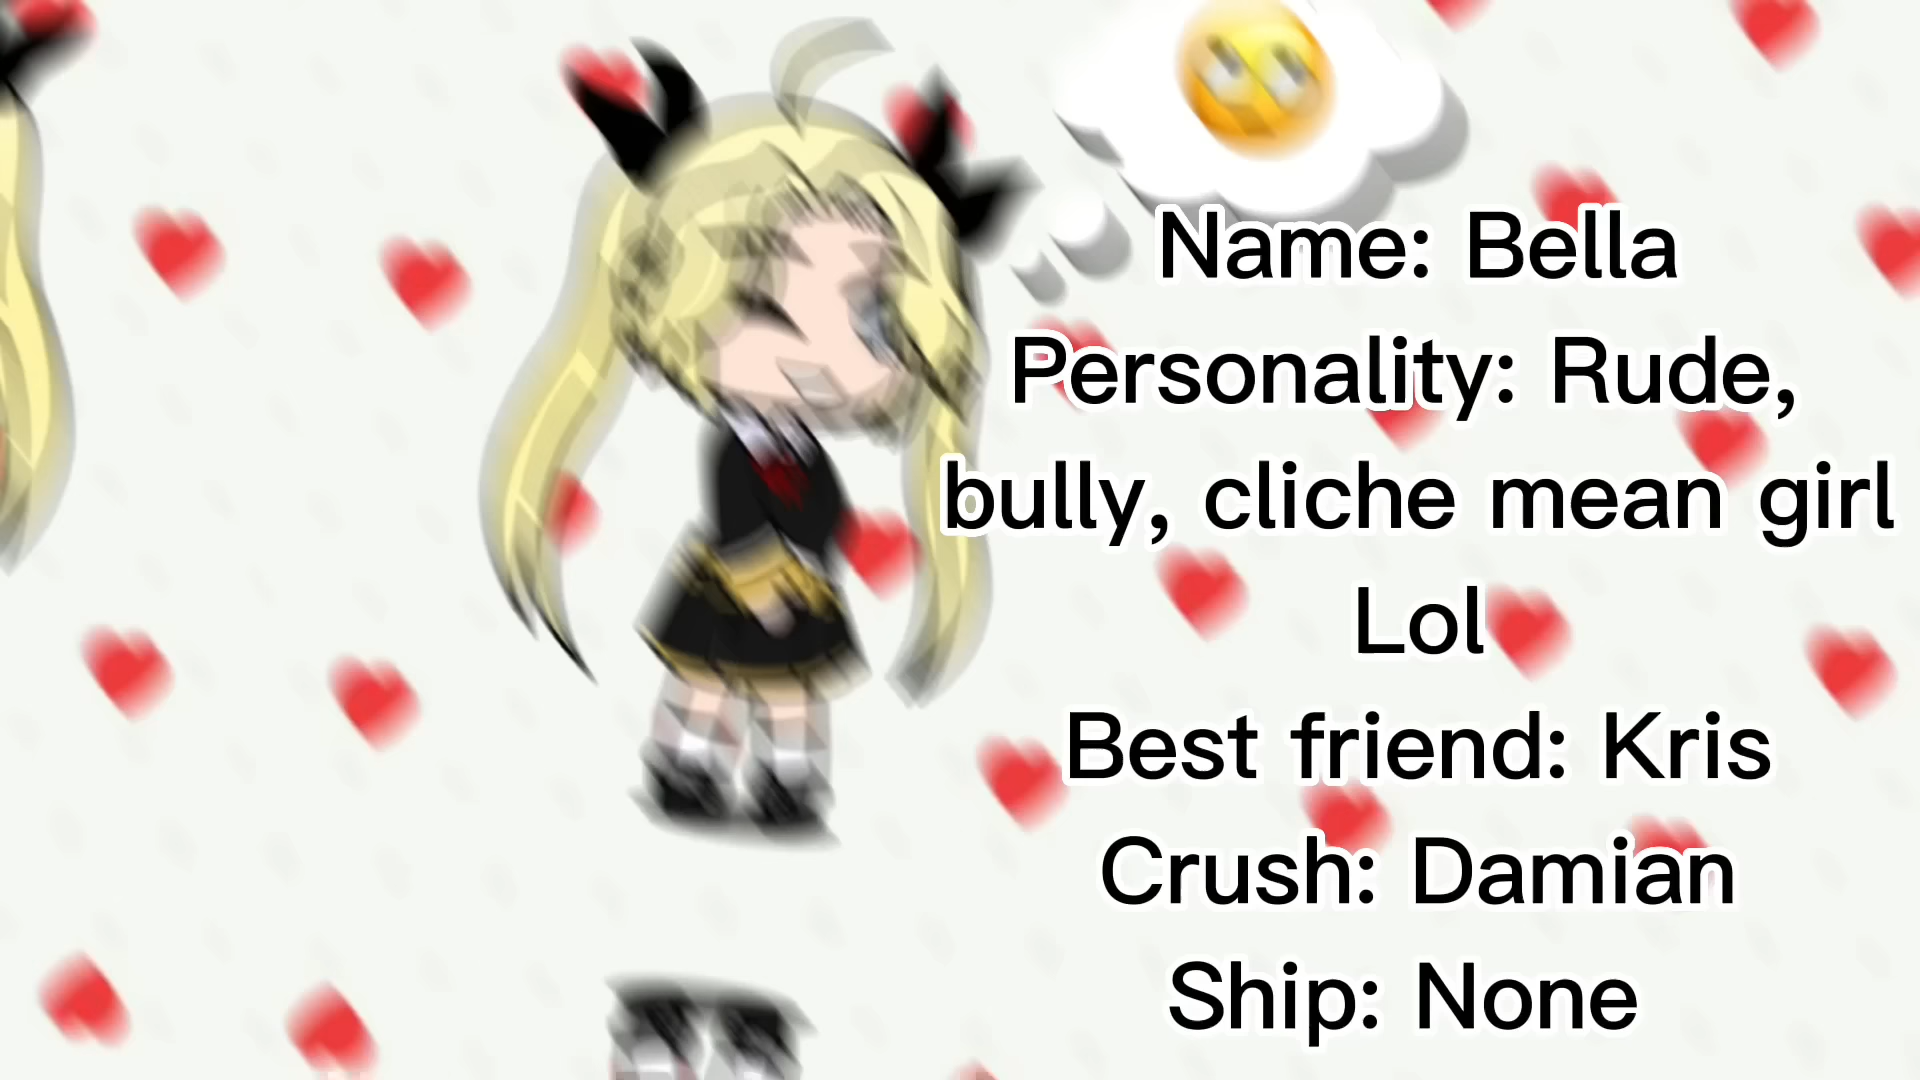 Name: Bella
Personality: Rude,
bully, cliche mean girl
Lol
Best friend: Kris
Crush: Damian
Ship: None